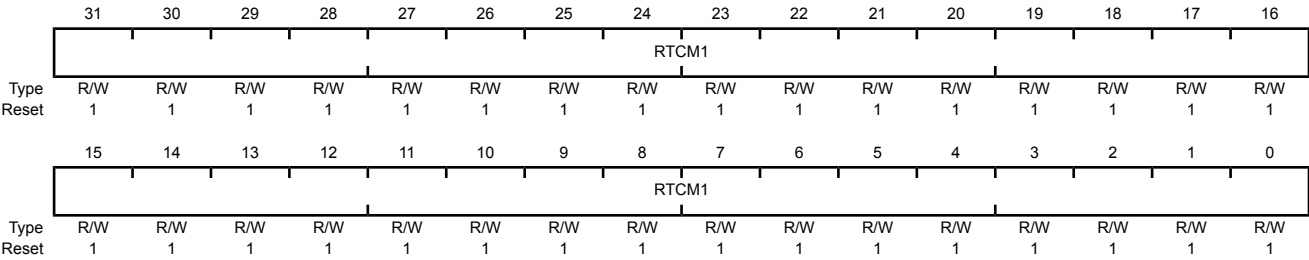 31 30 29 28 27 26 25 24 23 22 21 20 19 18 17 16
RTCM1
Type R/W R/W R/W R/W R/W R/W R/W R/W R/W R/W R/W R/W R/W R/W R/W R/W
Reset 1 1 1 1 1 1 1 1 1 1 1 1 1 1 1 1
15 14 13 12 11 10 9 8 7 6 5 4 3 2 1 0
RTCM1
Type R/W R/W R/W R/W R/W R/W R/W R/W R/W R/W R/W R/W R/W R/W R/W R/W
Reset 1 1 1 1 1 1 1 1 1 1 1 1 1 1 1 1